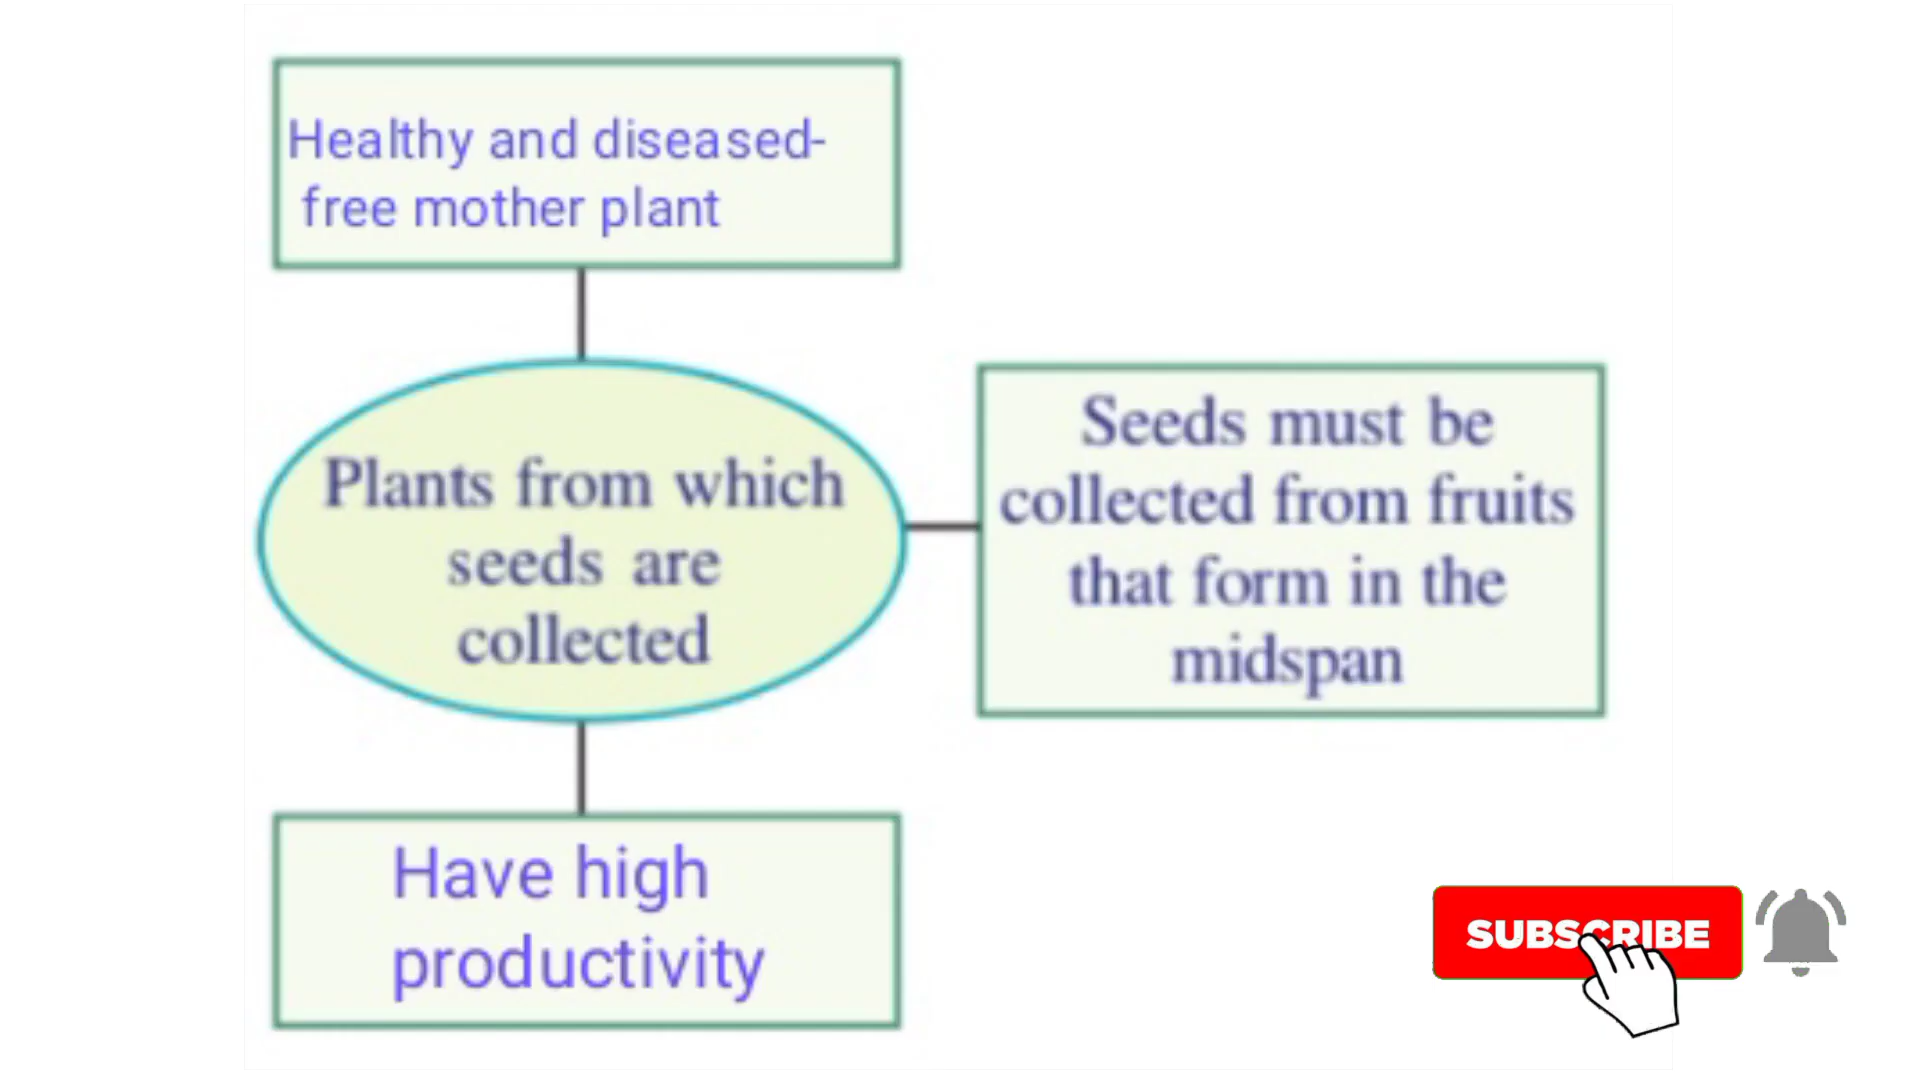 Healthy and diseased-
free mother plant
Plants from which
seeds are
collected
Seeds must be
collected from fruits
that form in the
midspan
Have high
productivity
SUBSCRIBE